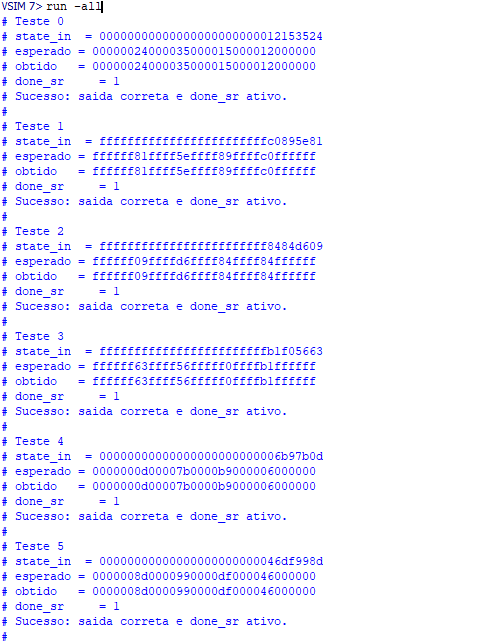 VSIM 7> run -all
# Teste 0
# state_in  = 00000000000000000000000012153524
# esperado = 00000024000035000015000012000000
# obtido   = 00000024000035000015000012000000
# done_sr     = 1
# Sucesso: saida correta e done_sr ativo.
#
# Teste 1
# state_in  = ffffffffffffffffffffffffc0895e81
# esperado = ffffff81ffff5effff89ffffc0ffffff
# obtido   = ffffff81ffff5effff89ffffc0ffffff
# done_sr     = 1
# Sucesso: saida correta e done_sr ativo.
#
# Teste 2
# state_in  = ffffffffffffffffffffffff8484d609
# esperado = ffffff09ffffd6ffff84ffff84ffffff
# obtido   = ffffff09ffffd6ffff84ffff84ffffff
# done_sr     = 1
# Sucesso: saida correta e done_sr ativo.
#
# Teste 3
# state_in  = ffffffffffffffffffffffffb1f05663
# esperado = ffffff63ffff56fffff0ffffb1ffffff
# obtido   = ffffff63ffff56fffff0ffffb1ffffff
# done_sr     = 1
# Sucesso: saida correta e done_sr ativo.
#
# Teste 4
# state_in  = 00000000000000000000000006b97b0d
# esperado = 0000000d00007b0000b9000006000000
# obtido   = 0000000d00007b0000b9000006000000
# done_sr     = 1
# Sucesso: saida correta e done_sr ativo.
#
# Teste 5
# state_in  = 00000000000000000000000046df998d
# esperado = 0000008d0000990000df000046000000
# obtido   = 0000008d0000990000df000046000000
# done_sr     = 1
# Sucesso: saida correta e done_sr ativo.
#